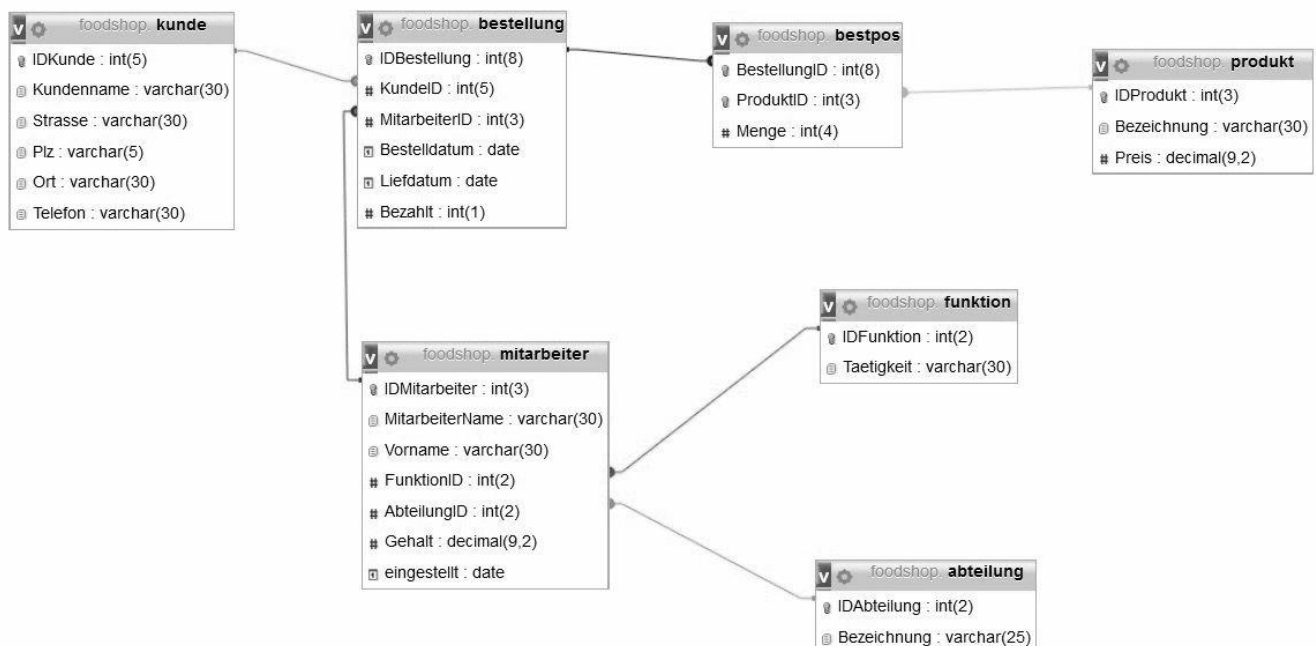 foodshop. kunde
IDKunde : int(5)
Kundenname : varchar(30)
Strasse : varchar(30)
Plz : varchar(5)
Ort : varchar(30)
Telefon : varchar(30)
foodshop. bestellung
IDBestellung : int(8)
KundeID : int(5)
MitarbeiterID : int(3)
Bestelldatum : date
Liefdatum : date
Bezahlt : int(1)
foodshop. bestpos
BestellungID : int(8)
ProduktID : int(3)
Menge : int(4)
foodshop. produkt
IDProdukt : int(3)
Bezeichnung : varchar(30)
Preis : decimal(9,2)
foodshop. mitarbeiter
IDMitarbeiter : int(3)
MitarbeiterName : varchar(30)
Vorname : varchar(30)
FunktionID : int(2)
AbteilungID : int(2)
Gehalt : decimal(9,2)
eingestellt : date
foodshop. funktion
IDFunktion : int(2)
Taetigkeit : varchar(30)
foodshop. abteilung
IDAbteilung : int(2)
Bezeichnung : varchar(25)